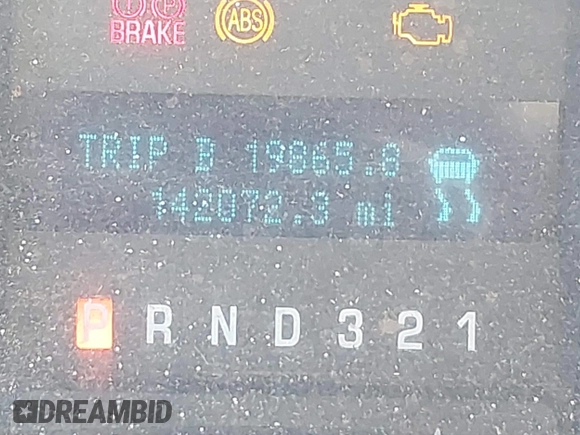 BRAKE ABS
TRIP B 19865.8
142072.3 mi
P R N D 3 2 1
DREAMBID